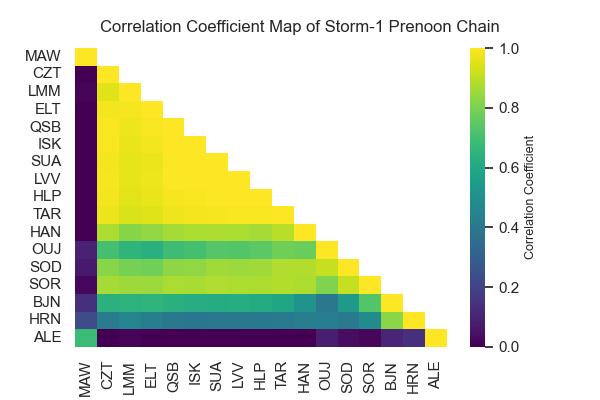 Correlation Coefficient Map of Storm-1 Prenoon Chain
MAW
CZT
LMM
ELT
QSB
ISK
SUA
LVV
HLP
TAR
HAN
OUJ
SOD
SOR
BJN
HRN
ALE
MAW CZT LMM ELT QSB ISK SUA LVV HLP TAR HAN OUJ SOD SOR BJN HRN ALE
1.0
0.8
0.6
0.4
0.2
0.0
Correlation Coefficient